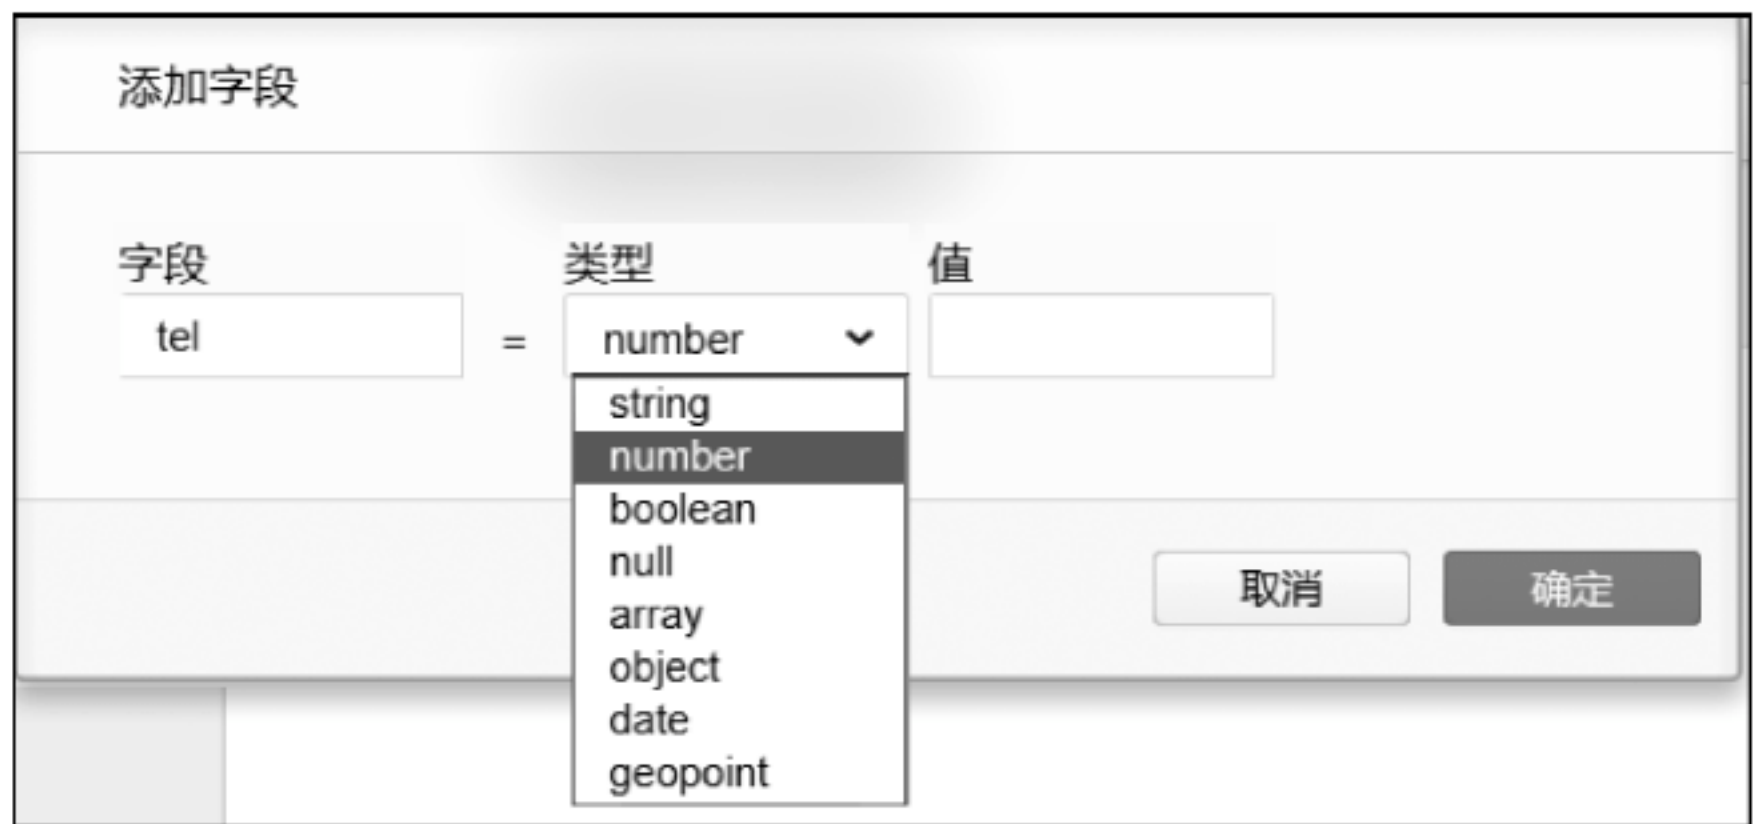 添加字段
字段 类型 值
tel = number
string
number
boolean
null
array
object
date
geopoint
取消 确定